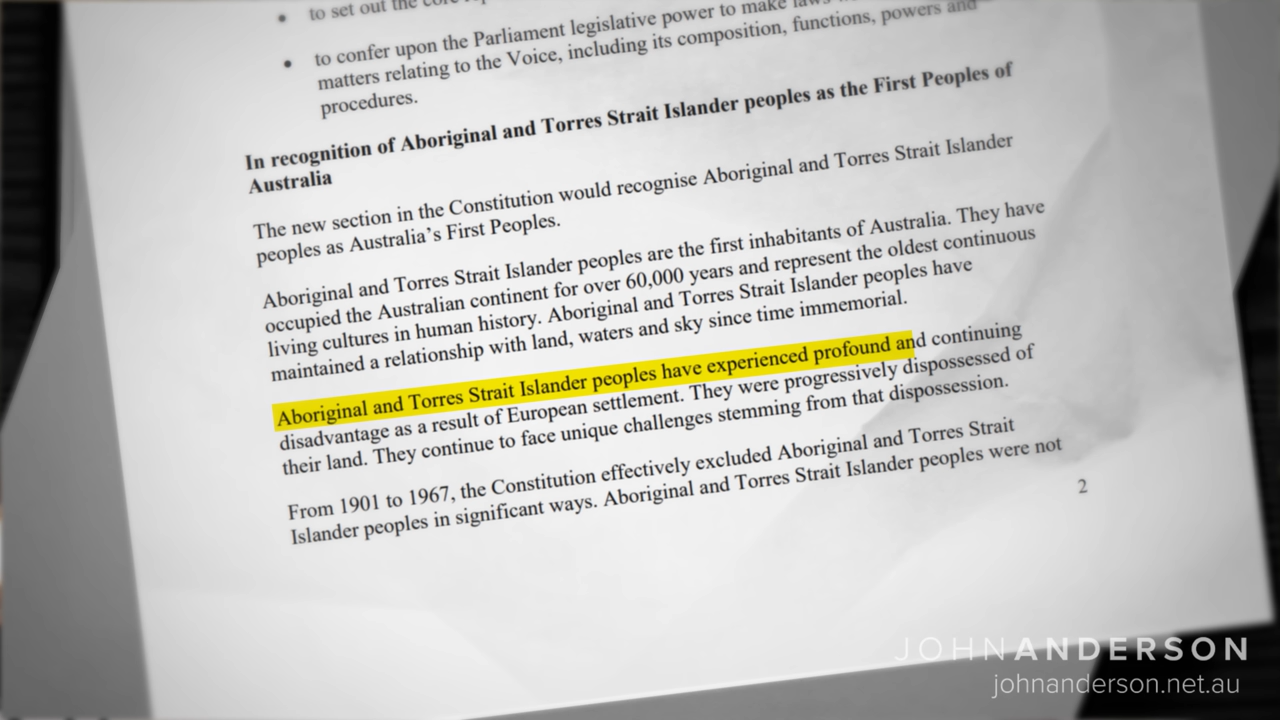 • to set out the core
• to confer upon the Parliament legislative power to make laws
matters relating to the Voice, including its composition, functions, powers and
procedures.
In recognition of Aboriginal and Torres Strait Islander peoples as the First Peoples of
Australia
The new section in the Constitution would recognise Aboriginal and Torres Strait Islander
peoples as Australia’s First Peoples.
Aboriginal and Torres Strait Islander peoples are the first inhabitants of Australia. They have
occupied the Australian continent for over 60,000 years and represent the oldest continuous
living cultures in human history. Aboriginal and Torres Strait Islander peoples have
maintained a relationship with land, waters and sky since time immemorial.
Aboriginal and Torres Strait Islander peoples have experienced profound and continuing
disadvantage as a result of European settlement. They were progressively dispossessed of
their land. They continue to face unique challenges stemming from that dispossession.
From 1901 to 1967, the Constitution effectively excluded Aboriginal and Torres Strait
Islander peoples in significant ways. Aboriginal and Torres Strait Islander peoples were not
2
JOHNANDERSON
johnanderson.net.au